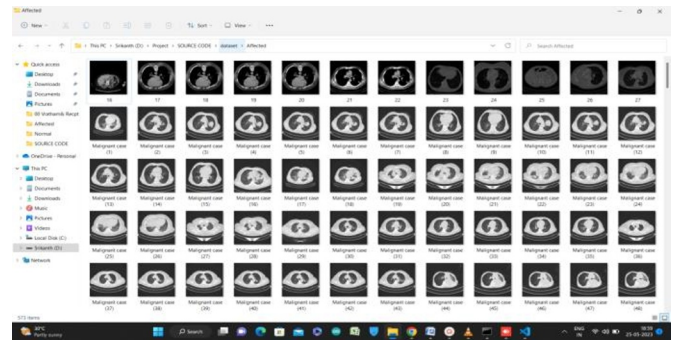 Affected
New
Sort
View
This PC > Srikanth (D:) > Project > SOURCE CODE > dataset > Affected
Search Affected
Quick access
Desktop
Downloads
Documents
Pictures
Affected
Normal
SOURCE CODE
OneDrive - Personal
This PC
Desktop
Documents
Downloads
Music
Pictures
Videos
Local Disk (C:)
Srikanth (D:)
Network
16 17 18 19 20 21 22 23 24 25 26 27
Malignant case (1) Malignant case (2) Malignant case (3) Malignant case (4) Malignant case (5) Malignant case (6) Malignant case (7) Malignant case (8) Malignant case (9) Malignant case (10) Malignant case (11) Malignant case (12)
Malignant case (13) Malignant case (14) Malignant case (15) Malignant case (16) Malignant case (17) Malignant case (18) Malignant case (19) Malignant case (20) Malignant case (21) Malignant case (22) Malignant case (23) Malignant case (24)
Malignant case (25) Malignant case (26) Malignant case (27) Malignant case (28) Malignant case (29) Malignant case (30) Malignant case (31) Malignant case (32) Malignant case (33) Malignant case (34) Malignant case (35) Malignant case (36)
Malignant case (37) Malignant case (38) Malignant case (39) Malignant case (40) Malignant case (41) Malignant case (42) Malignant case (43) Malignant case (44) Malignant case (45) Malignant case (46) Malignant case (47) Malignant case (48)
573 items
30°C
Partly sunny
Search
ENG
IN
18:59
25-05-2023